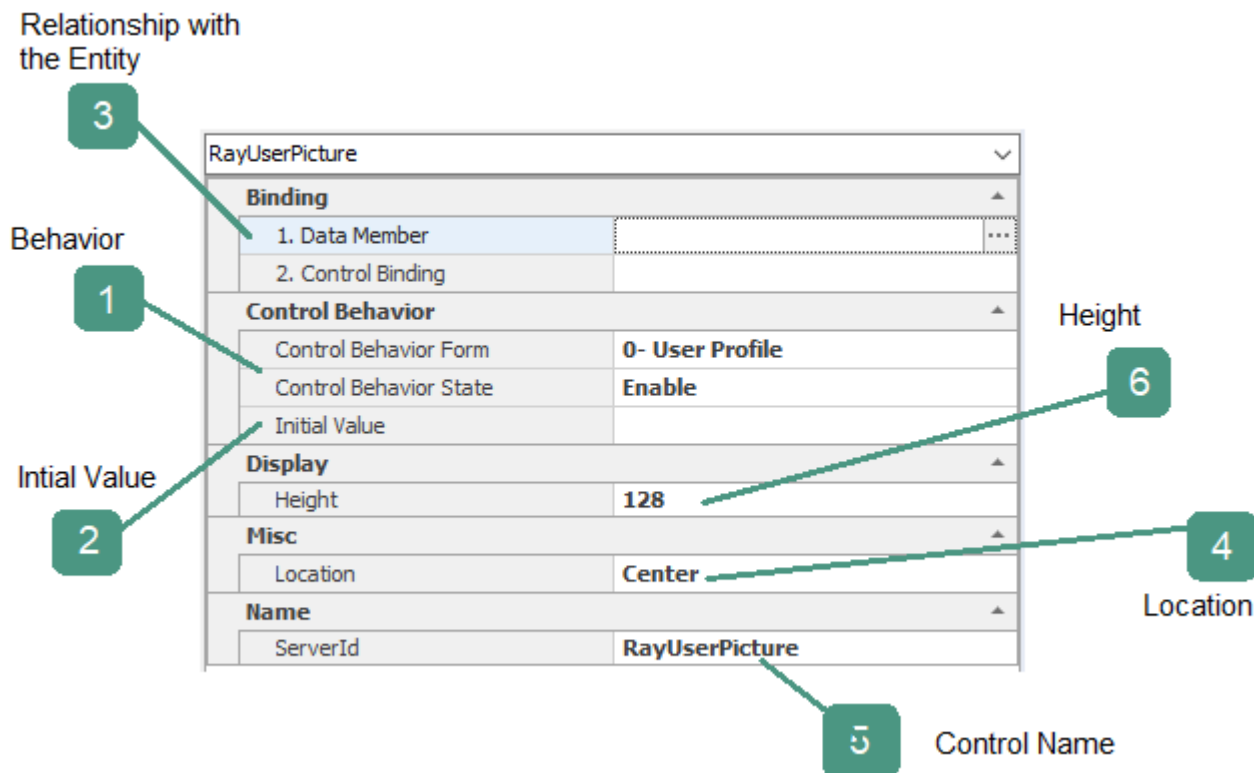 Relationship with
the Entity
3
RayUserPicture
Binding
1. Data Member ...
Behavior
2. Control Binding
1
Control Behavior
Height
Control Behavior Form 0- User Profile
6
Control Behavior State Enable
Initial Value
Intial Value
Display
Height 128
2
Misc
4
Location Center
Location
Name
ServerId RayUserPicture
5
Control Name